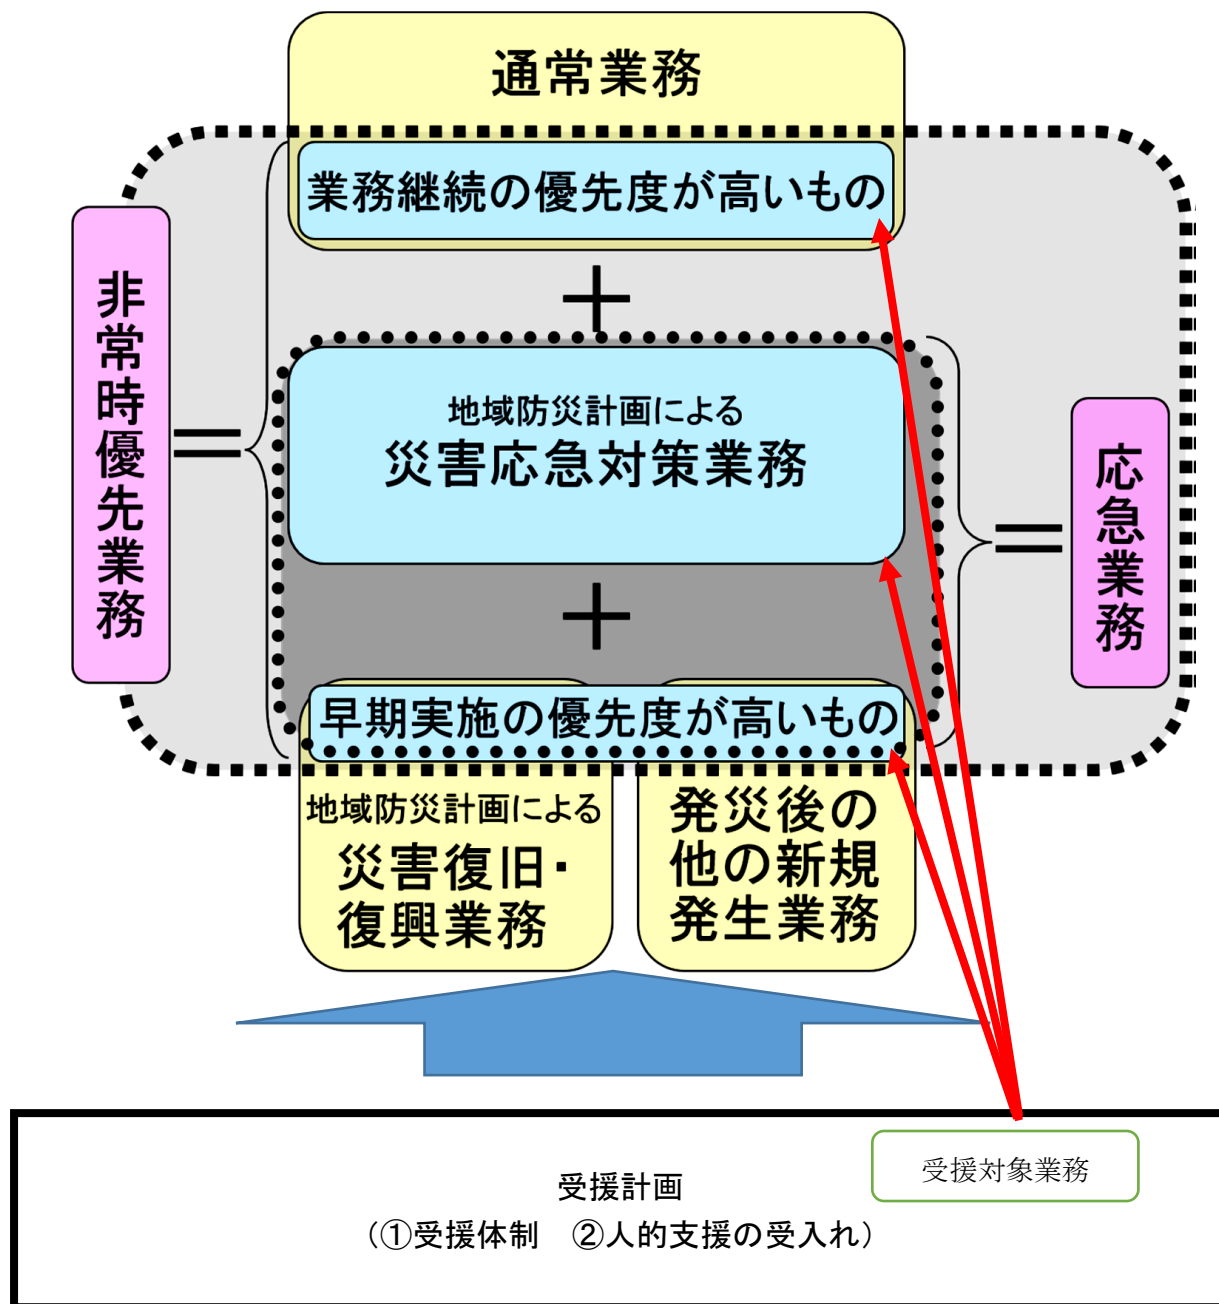 通常業務
業務継続の優先度が高いもの
＋
非常時優先業務
＝
地域防災計画による
災害応急対策業務
＝
応急業務
＋
早期実施の優先度が高いもの
地域防災計画による
災害復旧・
復興業務
発災後の
他の新規
発生業務
受援対象業務
受援計画
（①受援体制　②人的支援の受入れ）